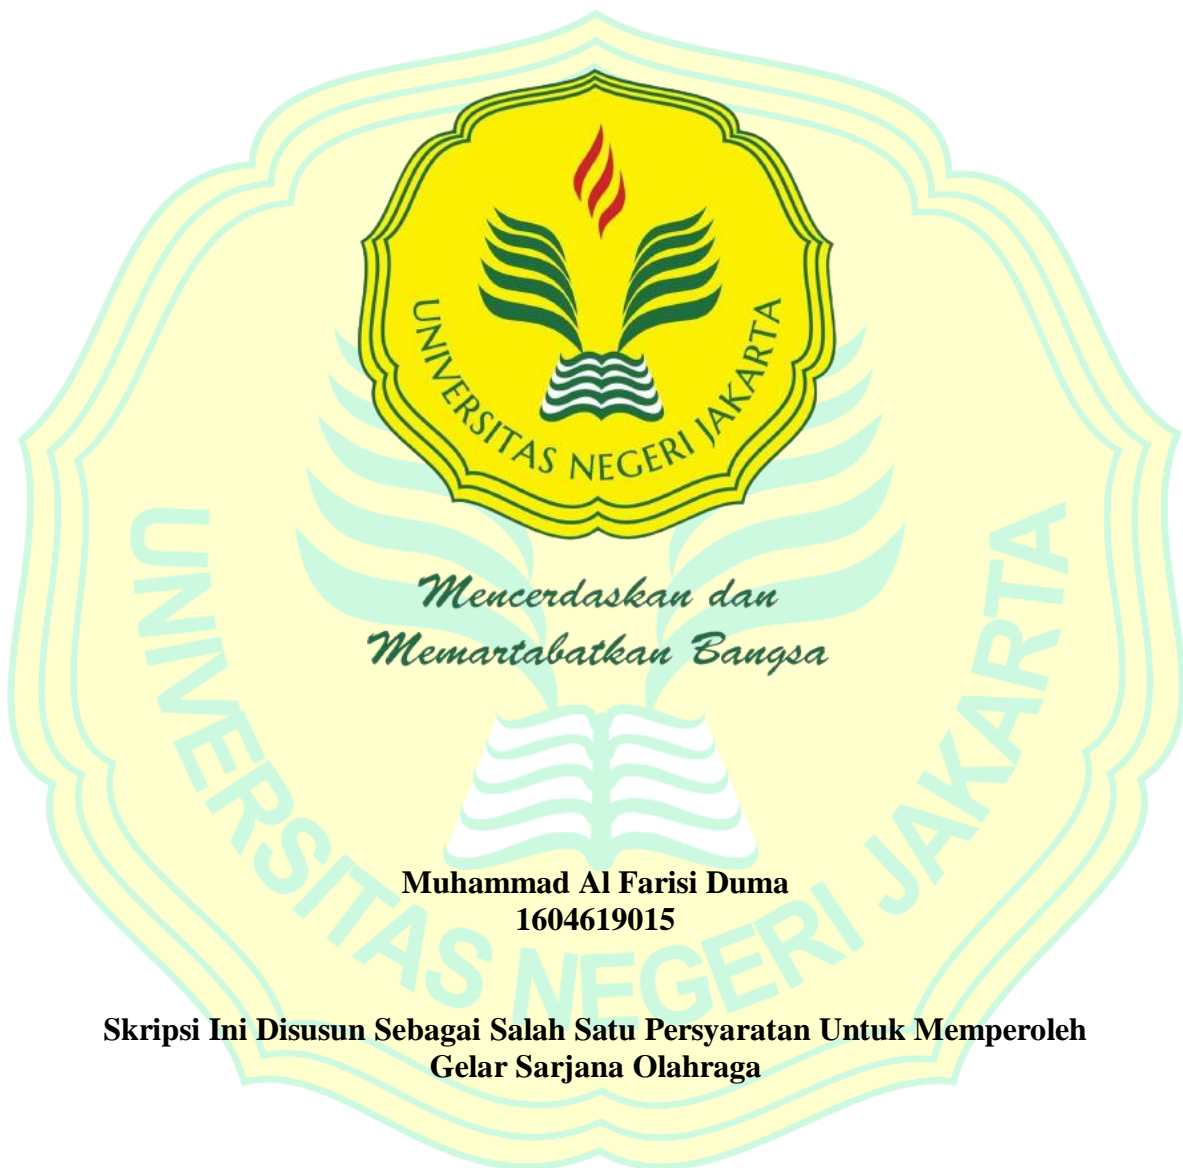 UNIVERSITAS NEGERI JAKARTA
Mencerdaskan dan
Memartabatkan Bangsa
UNIVERSITAS NEGERI JAKARTA
Muhammad Al Farisi Duma
1604619015
Skripsi Ini Disusun Sebagai Salah Satu Persyaratan Untuk Memperoleh
Gelar Sarjana Olahraga